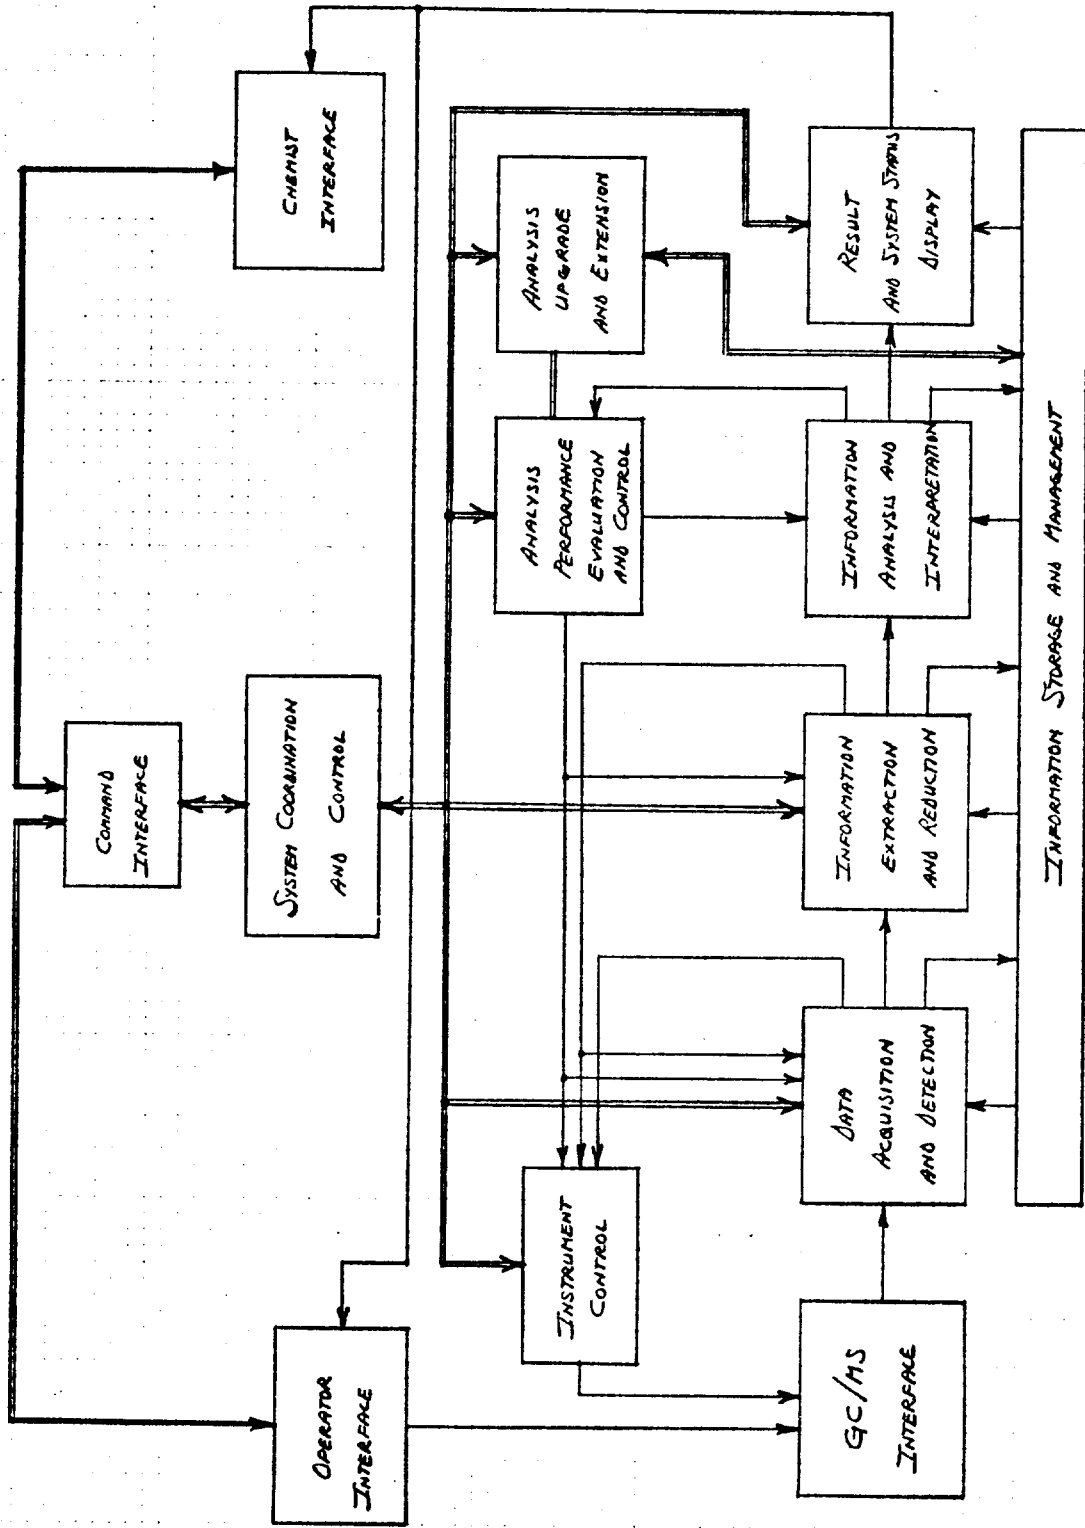 CHEMIST
INTERFACE
COMMAND
INTERFACE
SYSTEM COORDINATION
AND CONTROL
OPERATOR
INTERFACE
ANALYSIS
UPGRADE
AND EXTENSION
ANALYSIS
PERFORMANCE
EVALUATION
AND CONTROL
INSTRUMENT
CONTROL
RESULT
AND SYSTEM STATUS
DISPLAY
INFORMATION
ANALYSIS AND
INTERPRETATION
INFORMATION
EXTRACTION
AND REDUCTION
DATA
ACQUISITION
AND DETECTION
GC/MS
INTERFACE
INFORMATION STORAGE AND MANAGEMENT